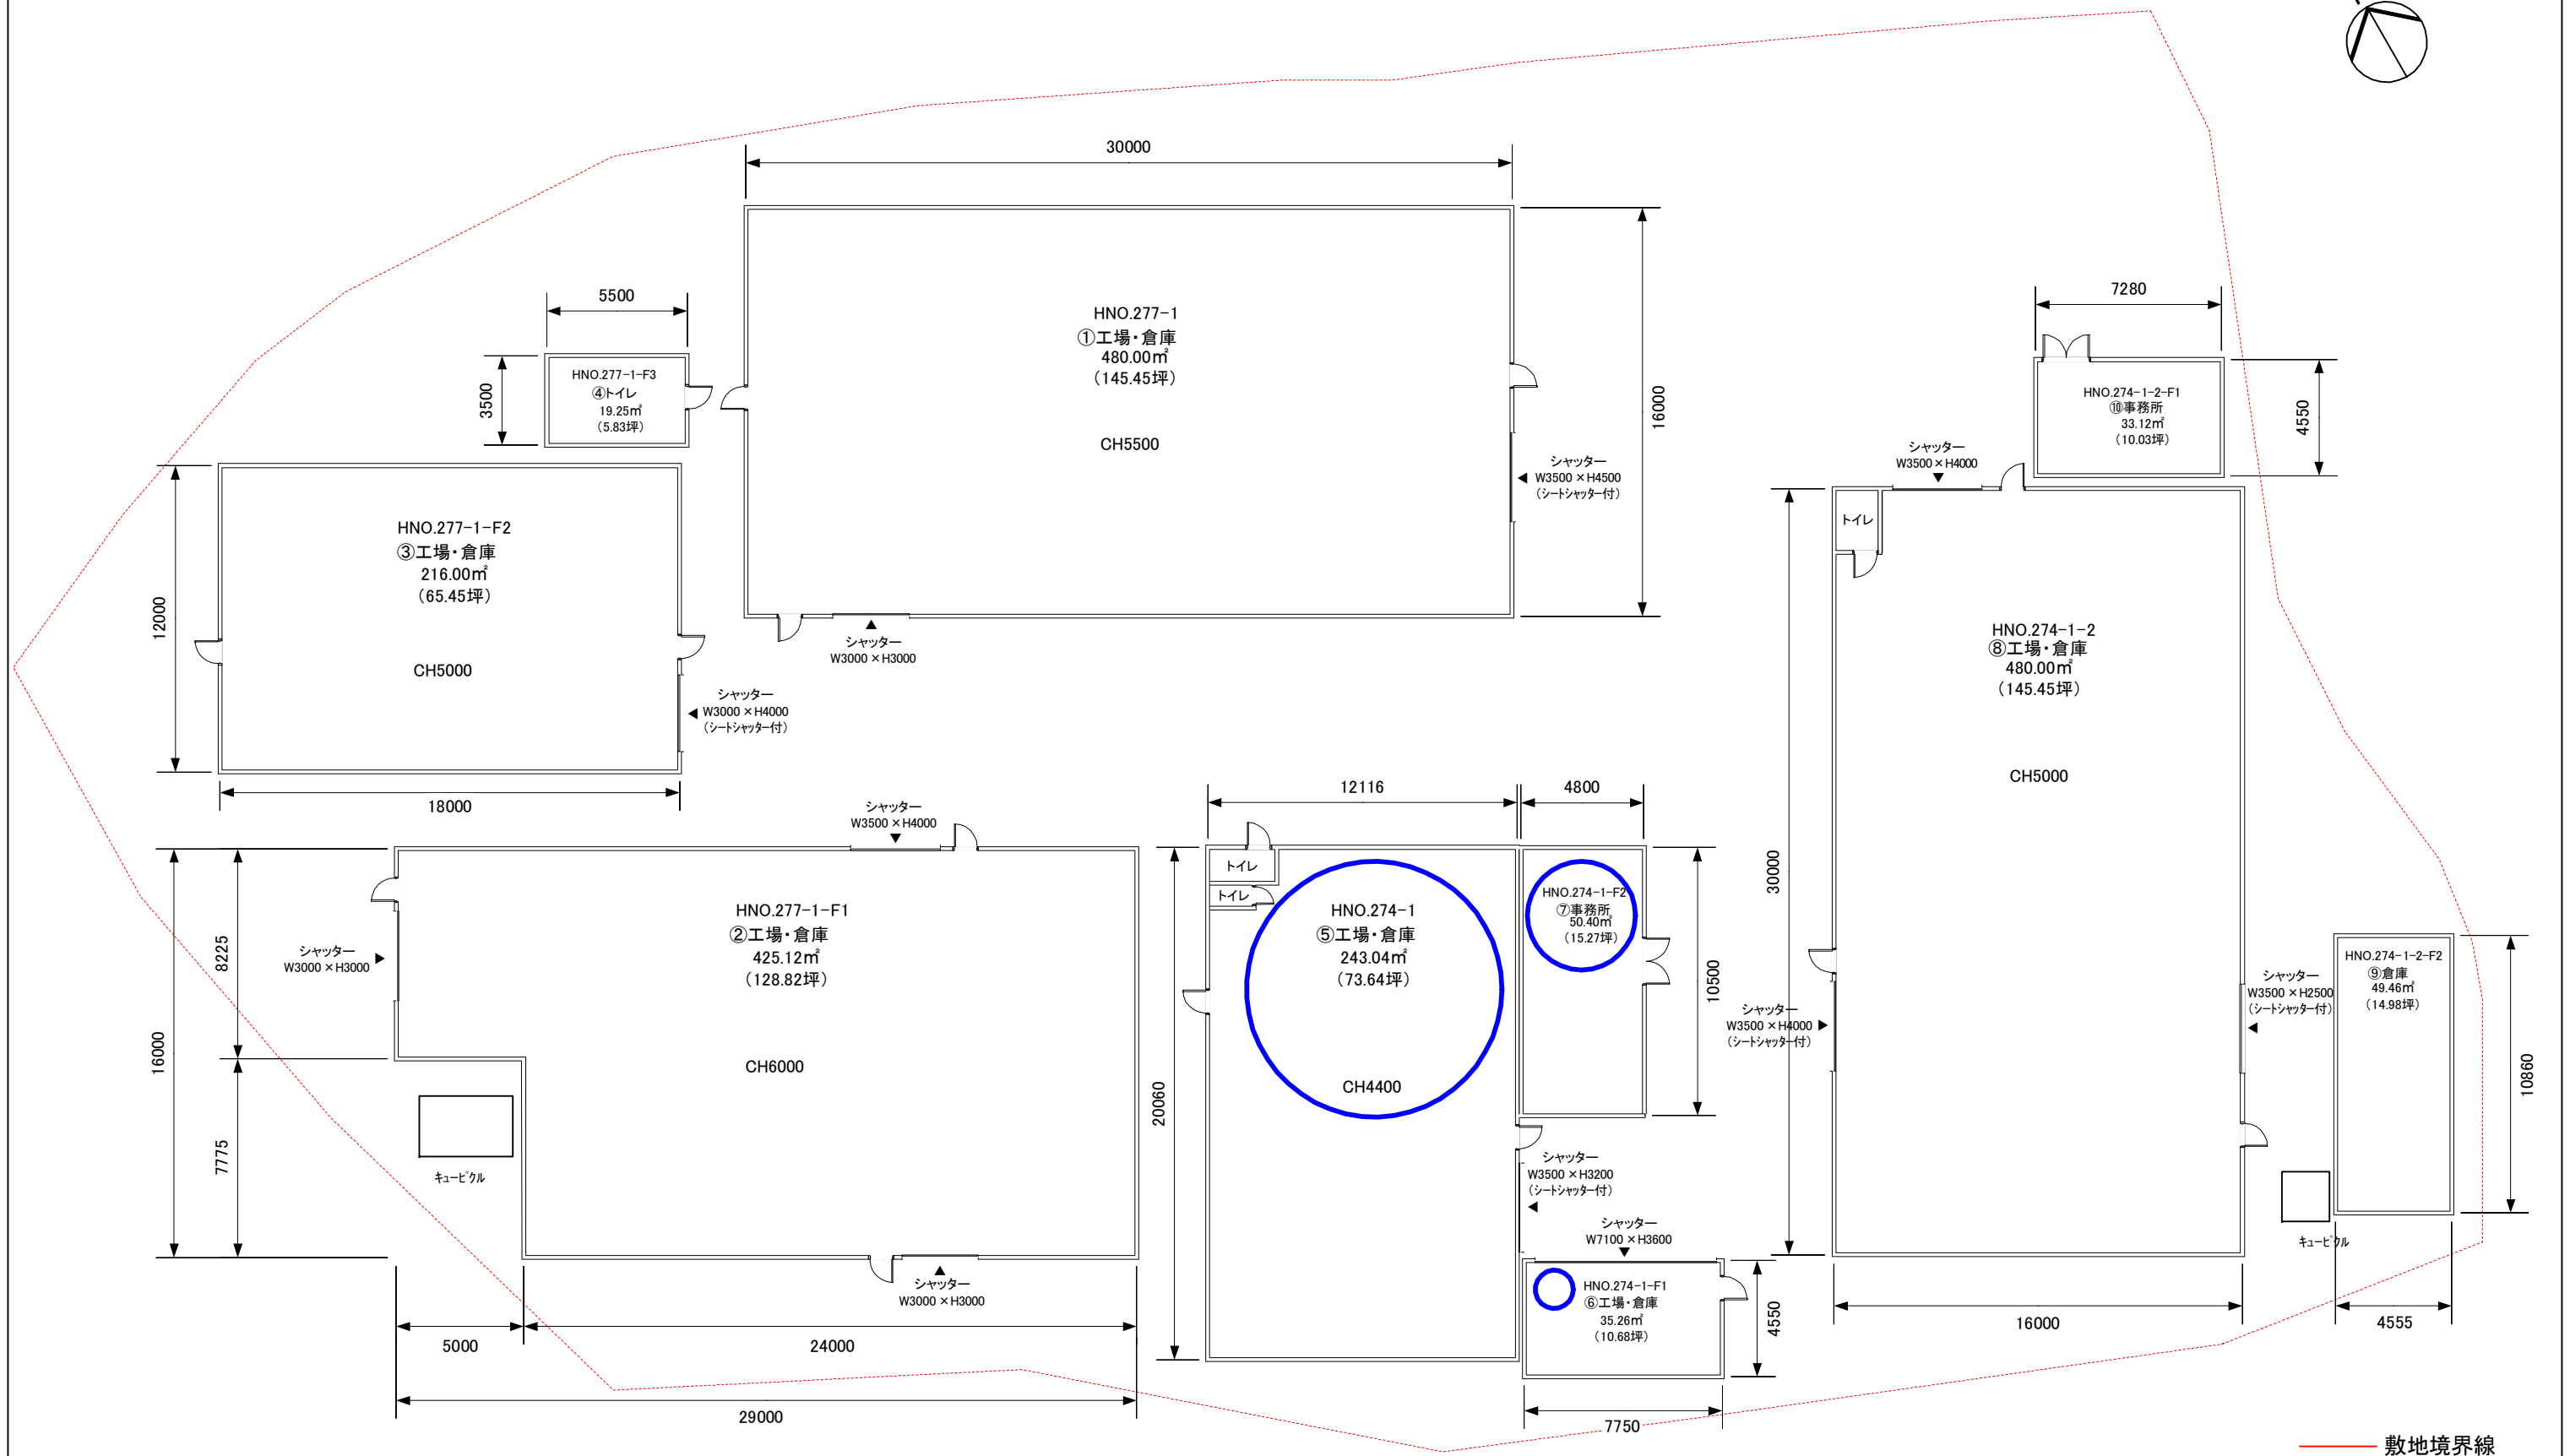 30000
HNO.277-1
①工場・倉庫
480.00㎡
（145.45坪）
CH5500
16000
シャッター
W3500×H4500
（シートシャッター付）
シャッター
W3000×H3000
5500
3500
HNO.277-1-F3
④トイレ
19.25㎡
（5.83坪）
HNO.277-1-F2
③工場・倉庫
216.00㎡
（65.45坪）
CH5000
12000
18000
シャッター
W3000×H4000
（シートシャッター付）
7280
HNO.274-1-2-F1
⑩事務所
33.12㎡
（10.03坪）
4550
シャッター
W3500×H4000
トイレ
HNO.274-1-2
⑧工場・倉庫
480.00㎡
（145.45坪）
CH5000
30000
16000
シャッター
W3500×H4000
（シートシャッター付）
シャッター
W3500×H2500
（シートシャッター付）
HNO.274-1-2-F2
⑨倉庫
49.46㎡
（14.98坪）
10860
4555
キュービクル
シャッター
W3500×H4000
HNO.277-1-F1
②工場・倉庫
425.12㎡
（128.82坪）
CH6000
シャッター
W3000×H3000
8225
16000
7775
キュービクル
シャッター
W3000×H3000
5000
24000
29000
12116
4800
トイレ
トイレ
HNO.274-1
⑤工場・倉庫
243.04㎡
（73.64坪）
CH4400
20060
HNO.274-1-F2
⑦事務所
50.40㎡
（15.27坪）
10500
シャッター
W3500×H3200
（シートシャッター付）
シャッター
W7100×H3600
HNO.274-1-F1
⑥工場・倉庫
35.26㎡
（10.68坪）
4550
7750
敷地境界線